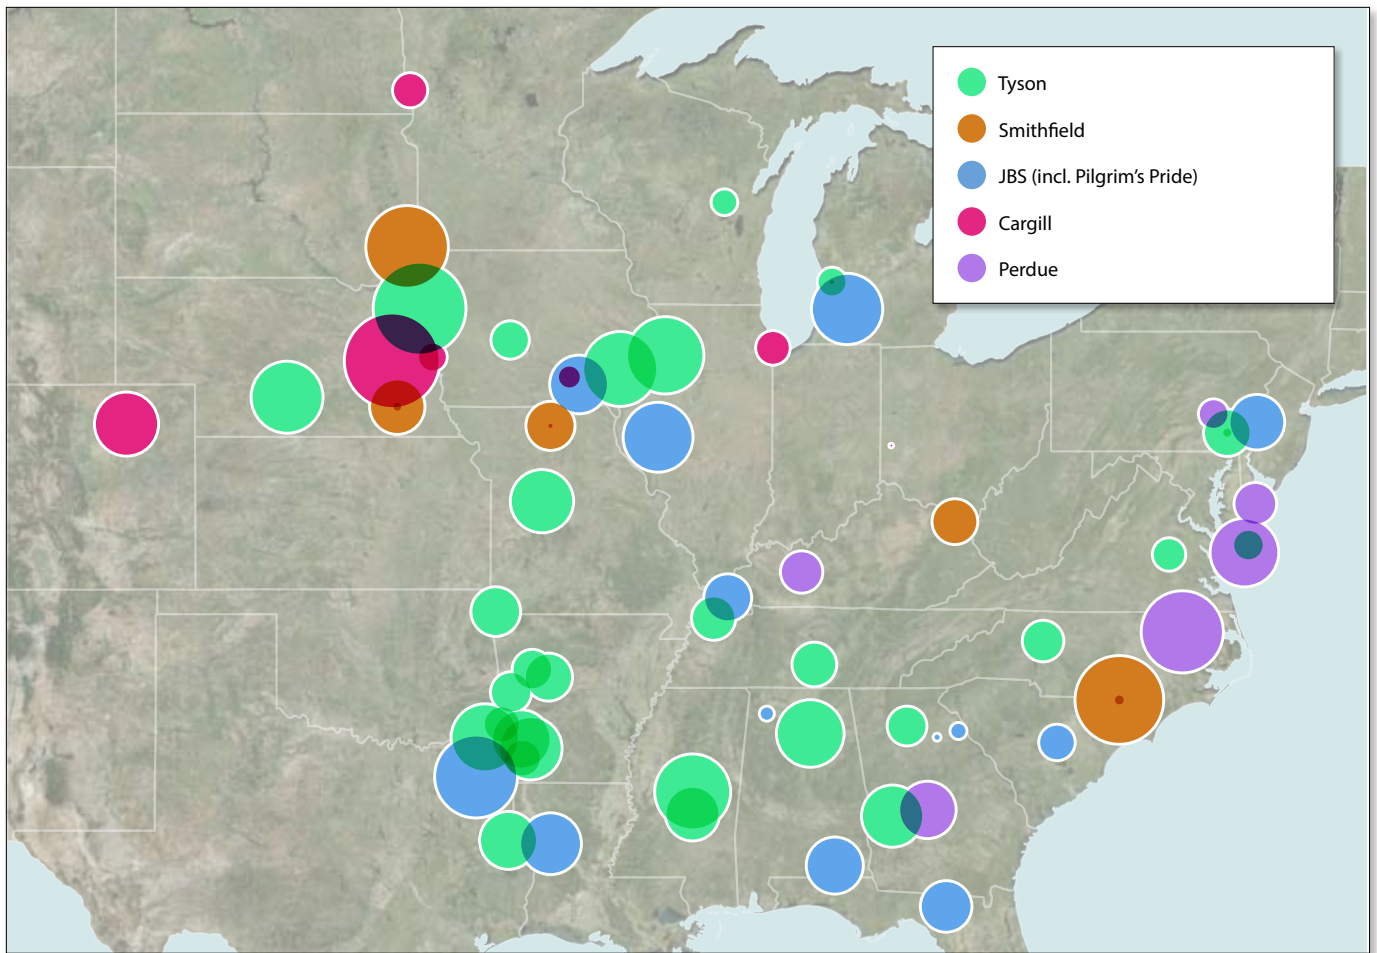 Tyson
Smithfield
JBS (incl. Pilgrim’s Pride)
Cargill
Perdue